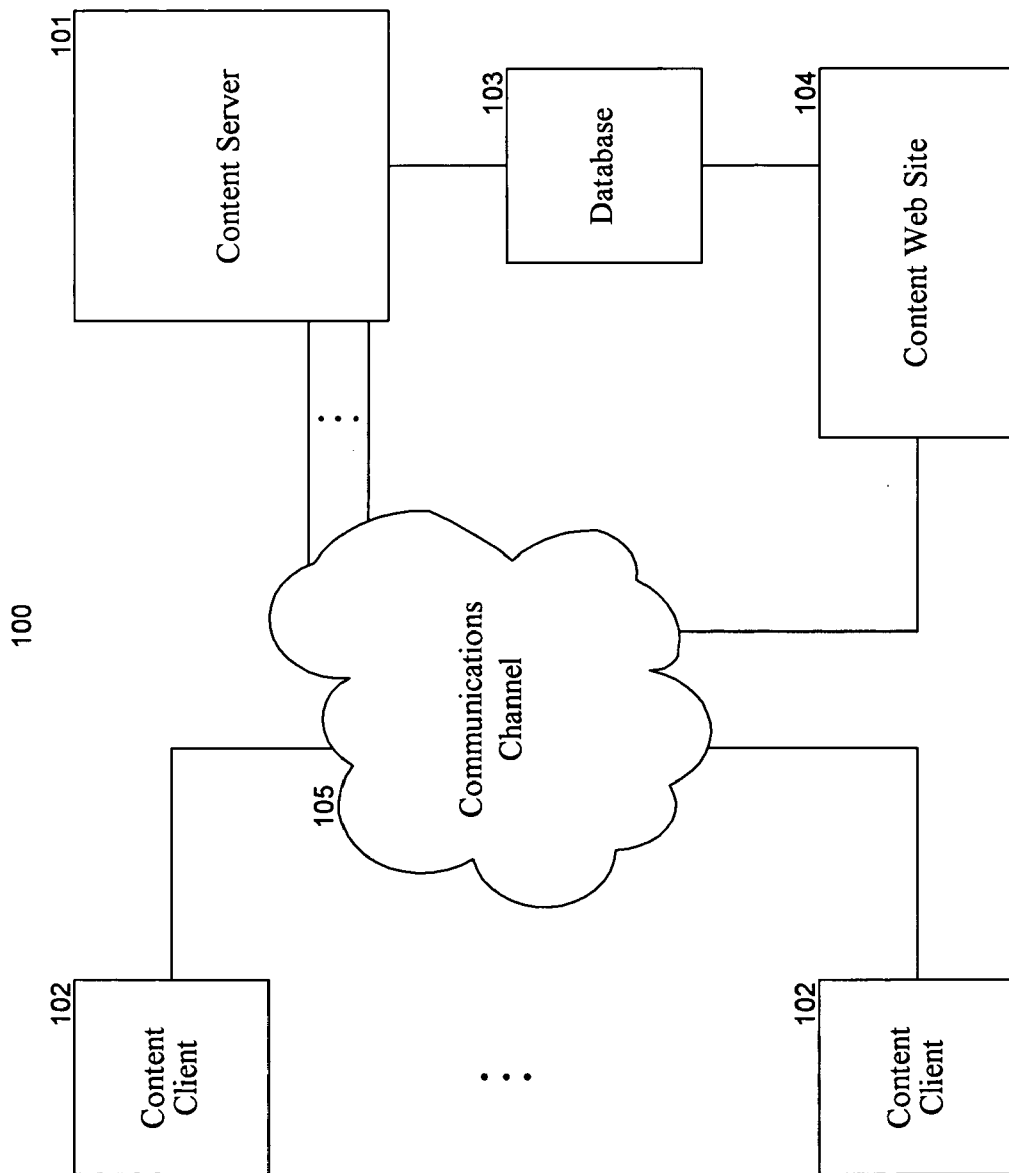 102
Content
Client
. . .
102
Content
Client
105
Communications
Channel
100
. . .
104
Content Web Site
103
Database
101
Content Server